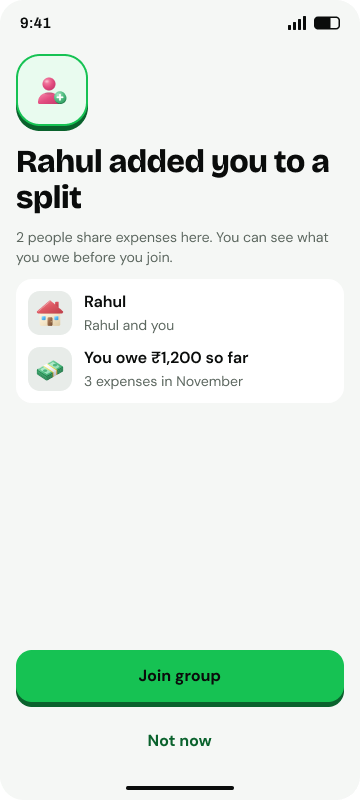 9:41
Rahul added you to a
split
2 people share expenses here. You can see what
you owe before you join.
Rahul
Rahul and you
You owe ₹1,200 so far
3 expenses in November
Join group
Not now